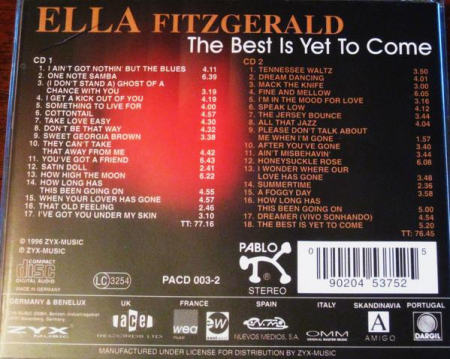 ELLA FITZGERALD
The Best Is Yet To Come
CD 1
1. I AIN'T GOT NOTHIN' BUT THE BLUES 4.11
2. ONE NOTE SAMBA 6.39
3. (I DON'T STAND) A GHOST OF A
CHANCE WITH YOU 3.19
4. I GET A KICK OUT OF YOU 4.19
5. SOMETHING TO LIVE FOR 4.00
6. COTTONTAIL 4.57
7. TAKE LOVE EASY 4.30
8. DON'T BE THAT WAY 4.32
9. SWEET GEORGIA BROWN 3.16
10. THEY CAN'T TAKE
THAT AWAY FROM ME 4.42
11. YOU'VE GOT A FRIEND 6.43
12. SATIN DOLL 2.41
13. HOW HIGH THE MOON 6.22
14. HOW LONG HAS
THIS BEEN GOING ON 4.55
15. WHEN YOUR LOVER HAS GONE 4.57
16. THAT OLD FEELING 2.46
17. I'VE GOT YOU UNDER MY SKIN 3.10
TT: 77.16
CD 2
1. TENNESSEE WALTZ 3.50
2. DREAM DANCING 4.01
3. MACK THE KNIFE 3.00
4. FINE AND MELLOW 6.05
5. I'M IN THE MOOD FOR LOVE 3.16
6. SPEAK LOW 4.12
7. THE JERSEY BOUNCE 3.44
8. ALL THAT JAZZ 4.04
9. PLEASE DON'T TALK ABOUT
ME WHEN I'M GONE 1.57
10. AFTER YOU'VE GONE 3.40
11. AIN'T MISBEHAVIN' 3.44
12. HONEYSUCKLE ROSE 6.08
13. I WONDER WHERE OUR
LOVE HAS GONE 3.48
14. SUMMERTIME 2.36
15. A FOGGY DAY 3.58
16. HOW LONG HAS
THIS BEEN GOING ON 5.00
17. DREAMER (VIVO SONHANDO) 4.54
18. THE BEST IS YET TO COME 5.20
TT: 76.45
℗ 1996 ZYX-MUSIC
© ZYX-MUSIC
COMPACT
disc
DIGITAL AUDIO
MADE IN GERMANY
LC 3254
PACD 003-2
PABLO
STEREO
0 90204 53752 5
GERMANY & BENELUX
ZYX
MUSIC
UK
ace
RECORDS LTD
FRANCE
wea
music
SPAIN
NUEVOS MEDIOS, S.A.
ITALY
OMM
SKANDINAVIA
A
AMIGO
PORTUGAL
DARGIL
MANUFACTURED UNDER LICENSE FOR DISTRIBUTION BY ZYX-MUSIC